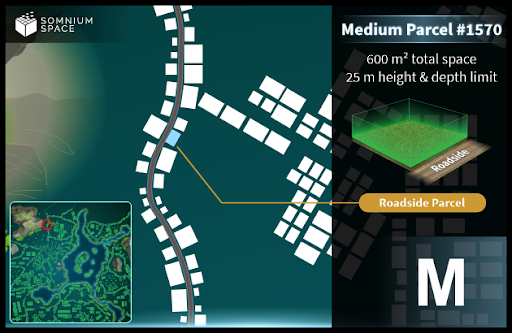 SOMNIUM
SPACE
Medium Parcel #1570
600 m² total space
25 m height & depth limit
Roadside
Roadside Parcel
M